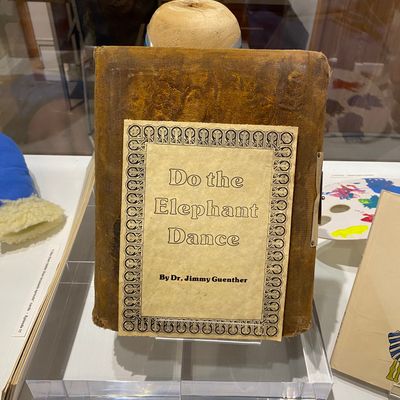 Do the
Elephant
Dance
By Dr. Jimmy Guenther